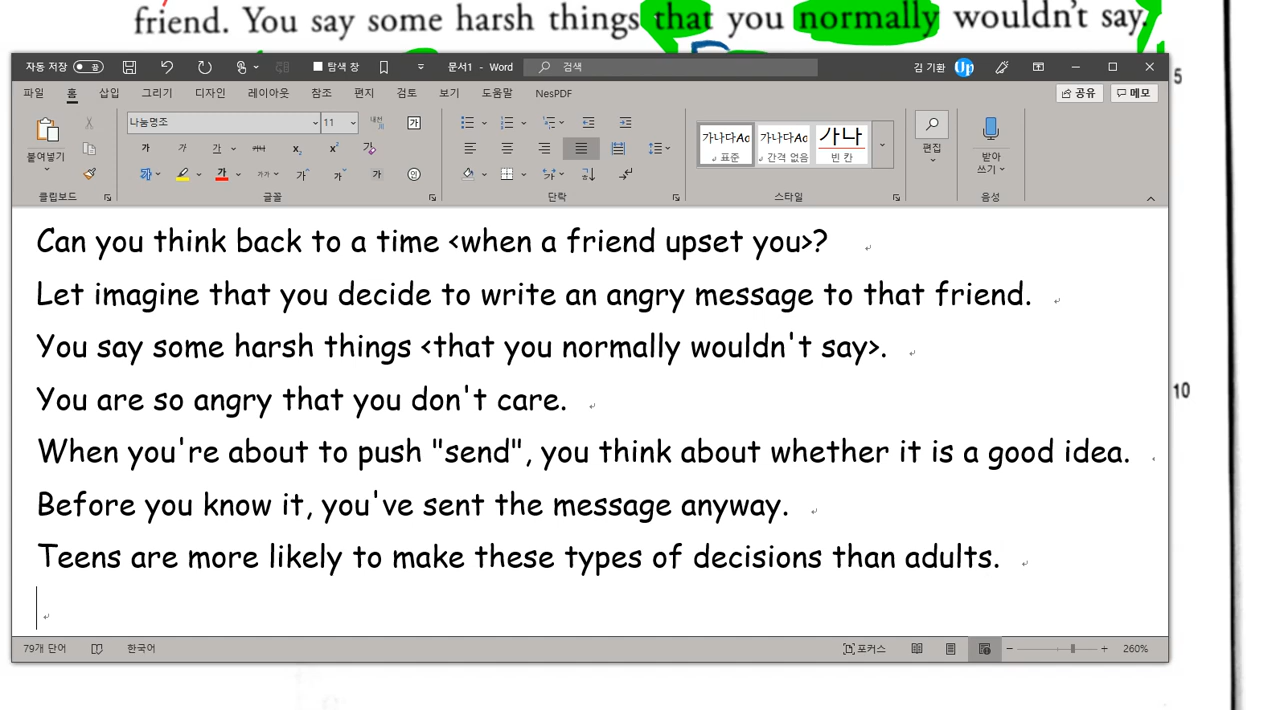 friend. You say some harsh things that you normally wouldn't say.
자동 저장 끔 탐색 창 문서1 - Word 검색 김 기환 Up
5
파일 홈 삽입 그리기 디자인 레이아웃 참조 편지 검토 보기 도움말 NesPDF 공유 메모
나눔명조 11
붙여넣기
가나다Ac 가나다Ac 가나
표준 간격 없음 빈 칸
편집
받아
쓰기
클립보드 글꼴 단락 스타일 음성
Can you think back to a time <when a friend upset you>?
Let imagine that you decide to write an angry message to that friend.
You say some harsh things <that you normally wouldn't say>.
10
You are so angry that you don't care.
When you're about to push "send", you think about whether it is a good idea.
Before you know it, you've sent the message anyway.
Teens are more likely to make these types of decisions than adults.
79개 단어 한국어 포커스 260%